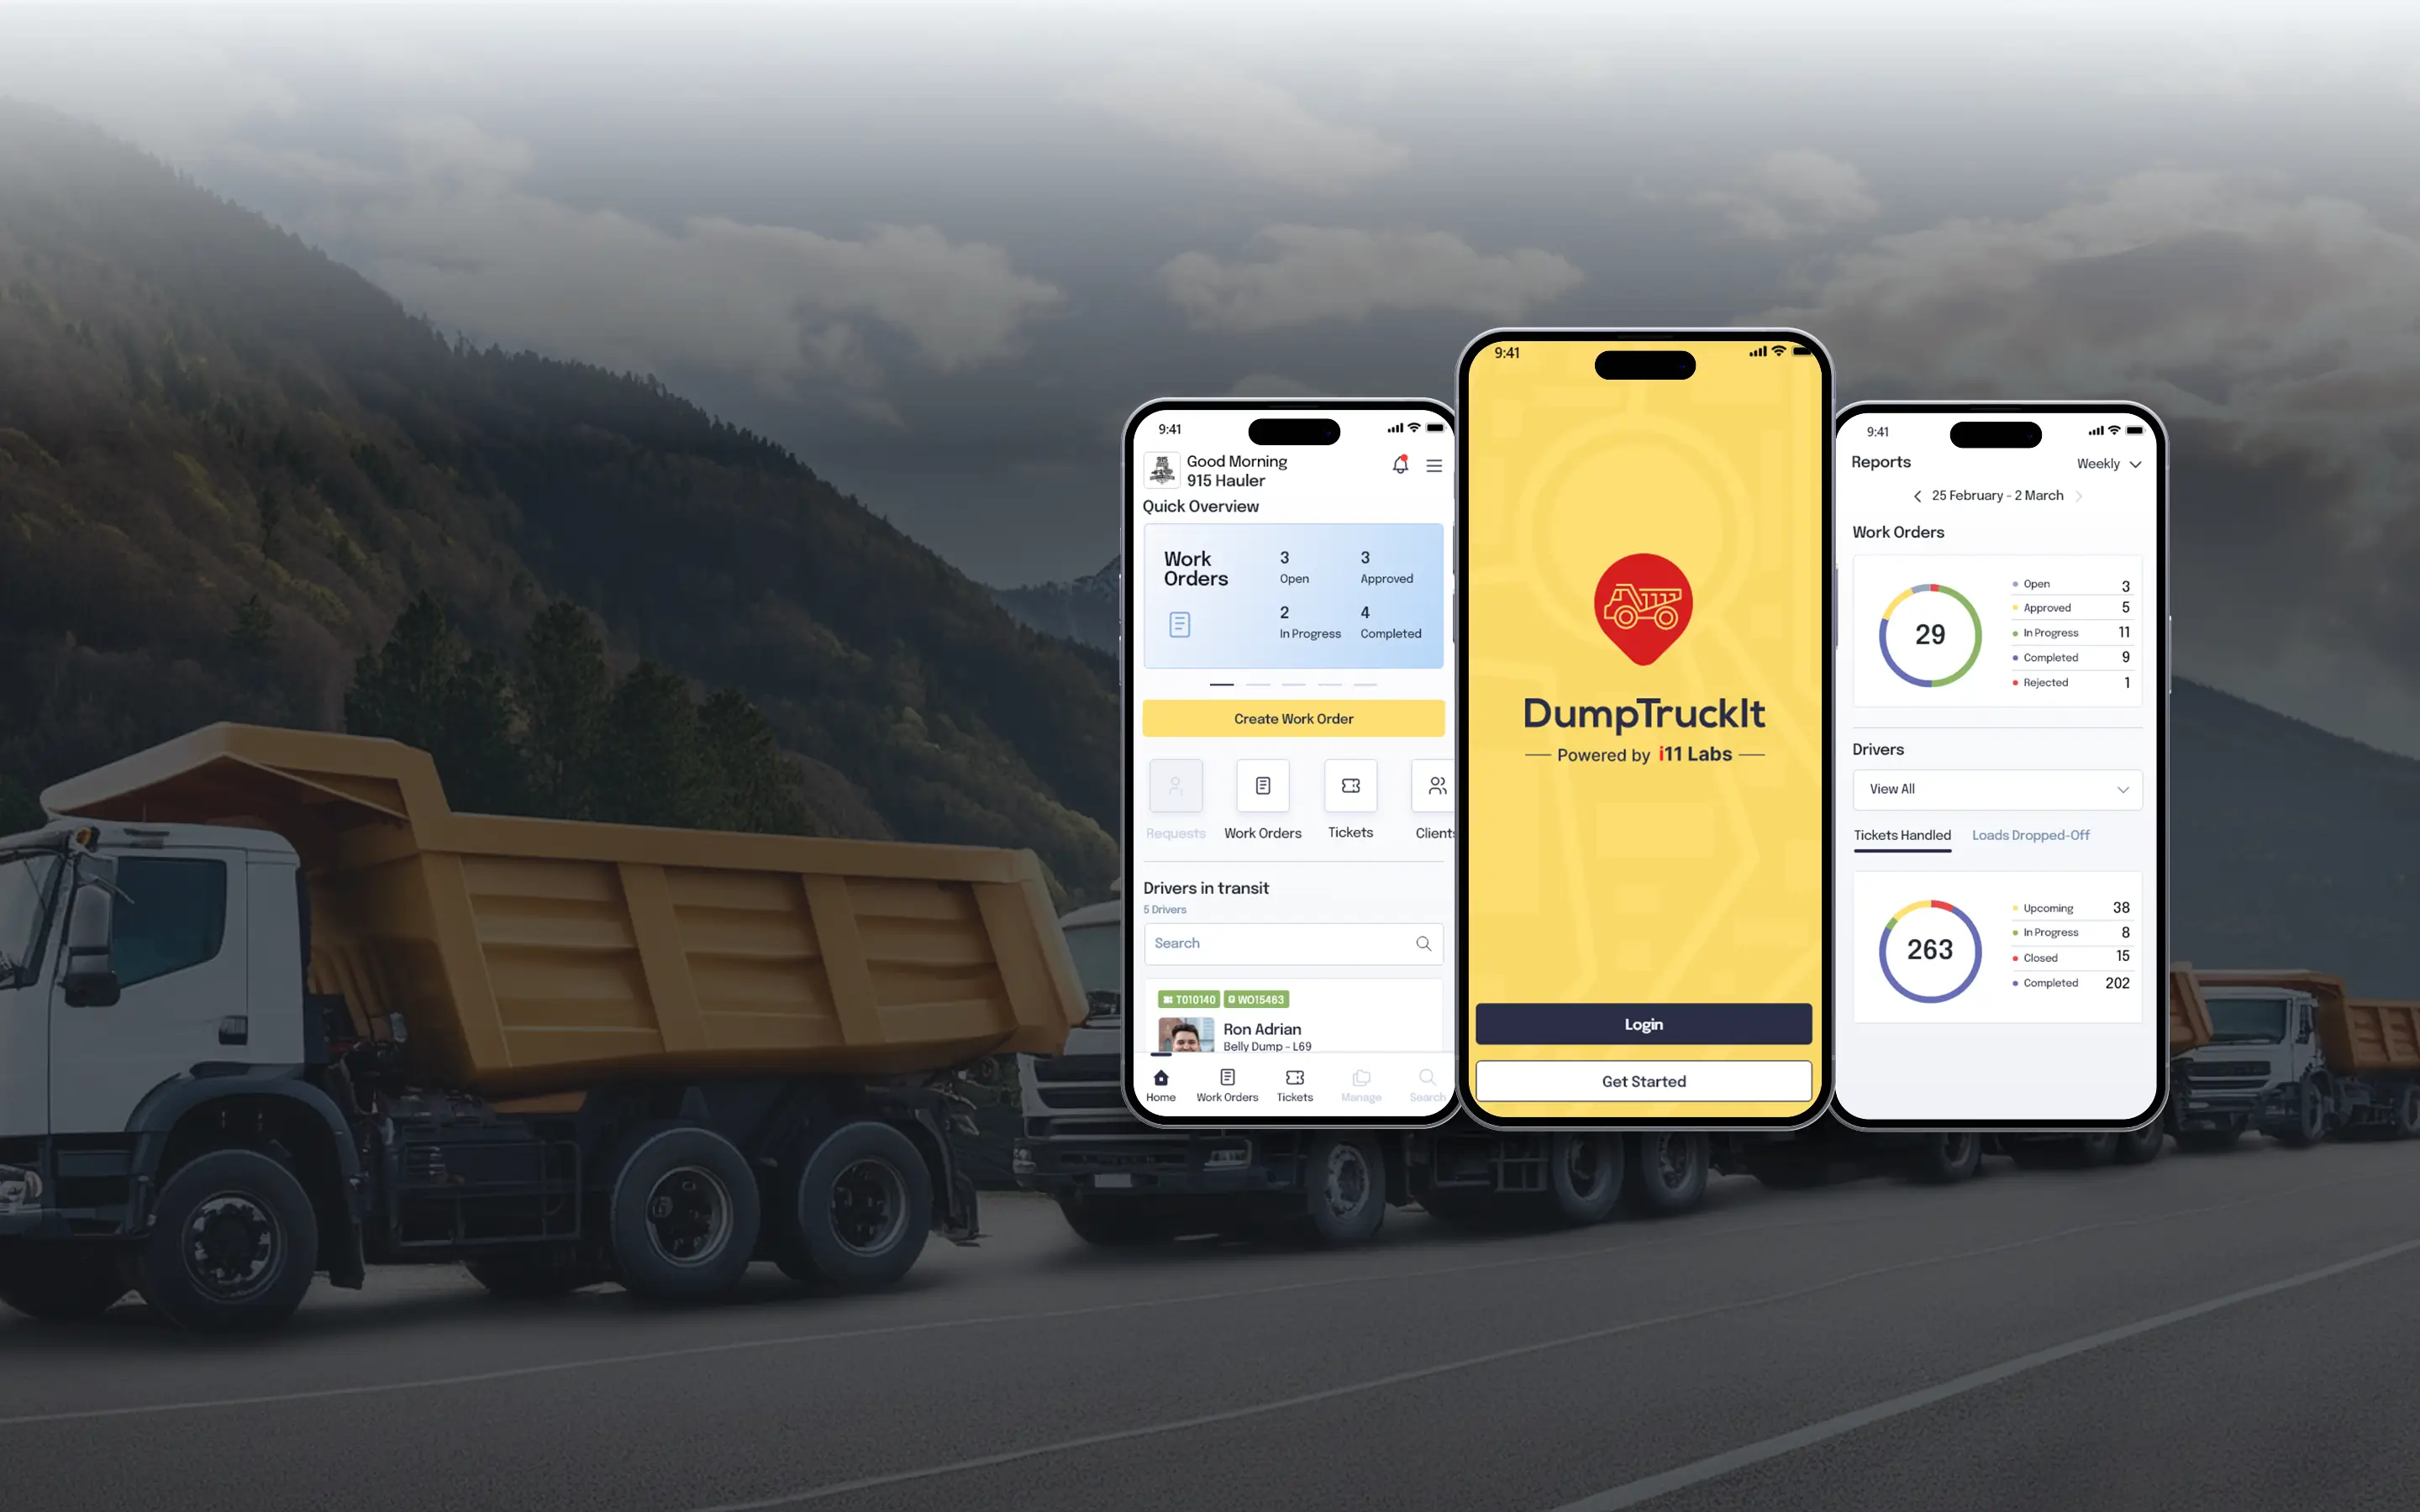 9:41
Good Morning
915 Hauler
Quick Overview
Work
Orders
3
Open
3
Approved
2
In Progress
4
Completed
Create Work Order
Requests
Work Orders
Tickets
Clients
Drivers in transit
5 Drivers
Search
T010140
WO15463
Ron Adrian
Belly Dump - L69
Home
Work Orders
Tickets
Manage
Search
9:41
DumpTruckIt
Powered by i11 Labs
Login
Get Started
9:41
Reports
Weekly
25 February - 2 March
Work Orders
29
Open 3
Approved 5
In Progress 11
Completed 9
Rejected 1
Drivers
View All
Tickets Handled
Loads Dropped-Off
263
Upcoming 38
In Progress 8
Closed 15
Completed 202